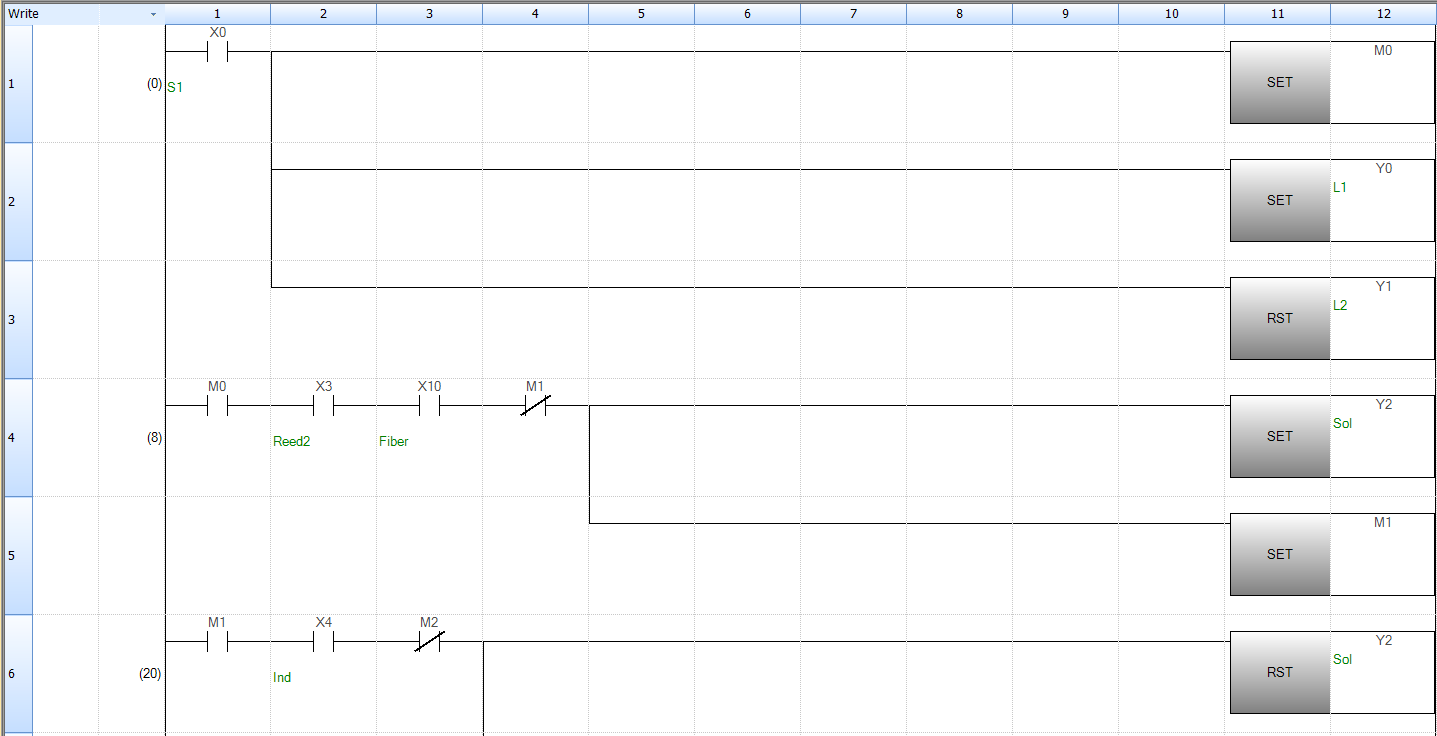 Write 1 2 3 4 5 6 7 8 9 10 11 12
X0 M0
1 (0) S1 SET
Y0
L1
2 SET
Y1
L2
3 RST
M0 X3 X10 M1 Y2
Sol
4 (8) Reed2 Fiber SET
M1
5 SET
M1 X4 M2 Y2
Sol
6 (20) Ind RST